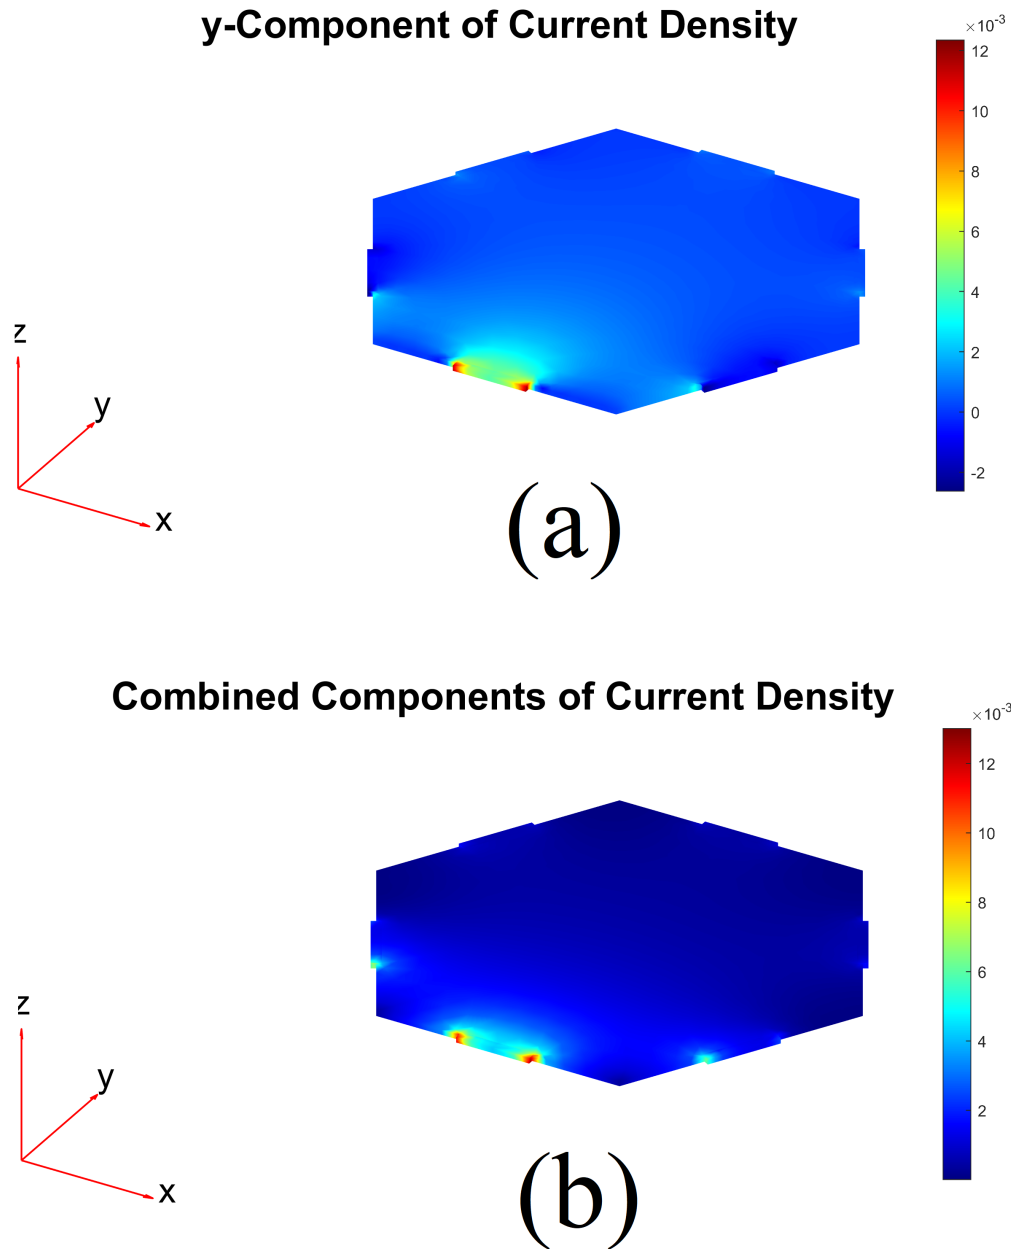 y-Component of Current Density
×10-3
12
10
8
6
4
2
0
-2
z
y
x
(a)
Combined Components of Current Density
×10-3
12
10
8
6
4
2
z
y
x
(b)